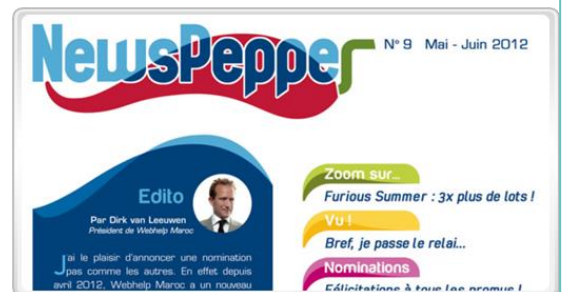 NewsPepper
N° 9 Mai - Juin 2012
Edito
Par Dirk van Leeuwen
Président de Webhelp Maroc
J'ai le plaisir d'annoncer une nomination
pas comme les autres. En effet depuis
avril 2012, Webhelp Maroc a un nouveau
Zoom sur...
Furious Summer : 3x plus de lots !
Vu !
Bref, je passe le relai...
Nominations
Félicitations à tous les promus !